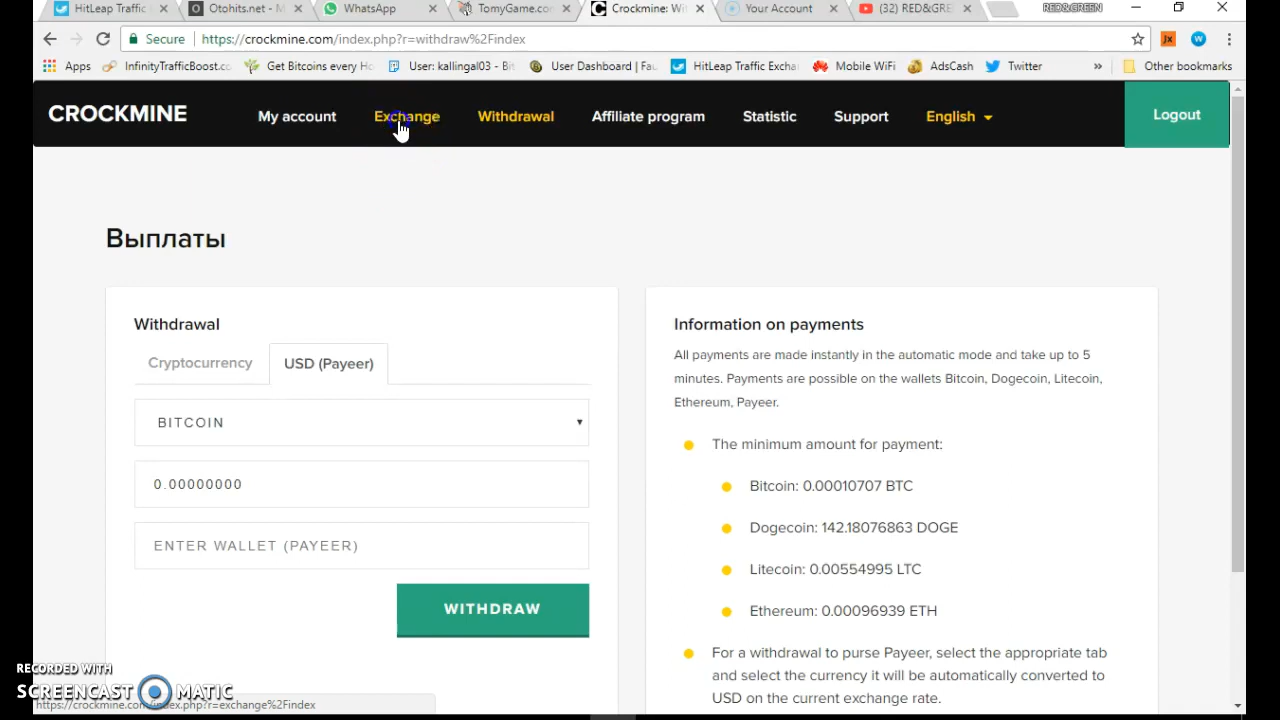 HitLeap Traffic
Otohits.net - M
WhatsApp
TomyGame.co
Crockmine: Wi
Your Account
(32) RED&GRE
RED&GREEN
Secure
https://crockmine.com/index.php?r=withdraw%2Findex
Apps
InfinityTrafficBoost.c
Get Bitcoins every H
User: kallingal03 - Bi
User Dashboard | Fau
HitLeap Traffic Excha
Mobile WiFi
AdsCash
Twitter
»
Other bookmarks
CROCKMINE
My account
Exchange
Withdrawal
Affiliate program
Statistic
Support
English
Logout
Выплаты
Withdrawal
Cryptocurrency
USD (Payeer)
BITCOIN
0.00000000
ENTER WALLET (PAYEER)
WITHDRAW
Information on payments
All payments are made instantly in the automatic mode and take up to 5
minutes. Payments are possible on the wallets Bitcoin, Dogecoin, Litecoin,
Ethereum, Payeer.
The minimum amount for payment:
Bitcoin: 0.00010707 BTC
Dogecoin: 142.18076863 DOGE
Litecoin: 0.00554995 LTC
Ethereum: 0.00096939 ETH
For a withdrawal to purse Payeer, select the appropriate tab
and select the currency it will be automatically converted to
USD on the current exchange rate.
RECORDED WITH
SCREENCAST MATIC
https://crockmine.com/index.php?r=exchange%2Findex